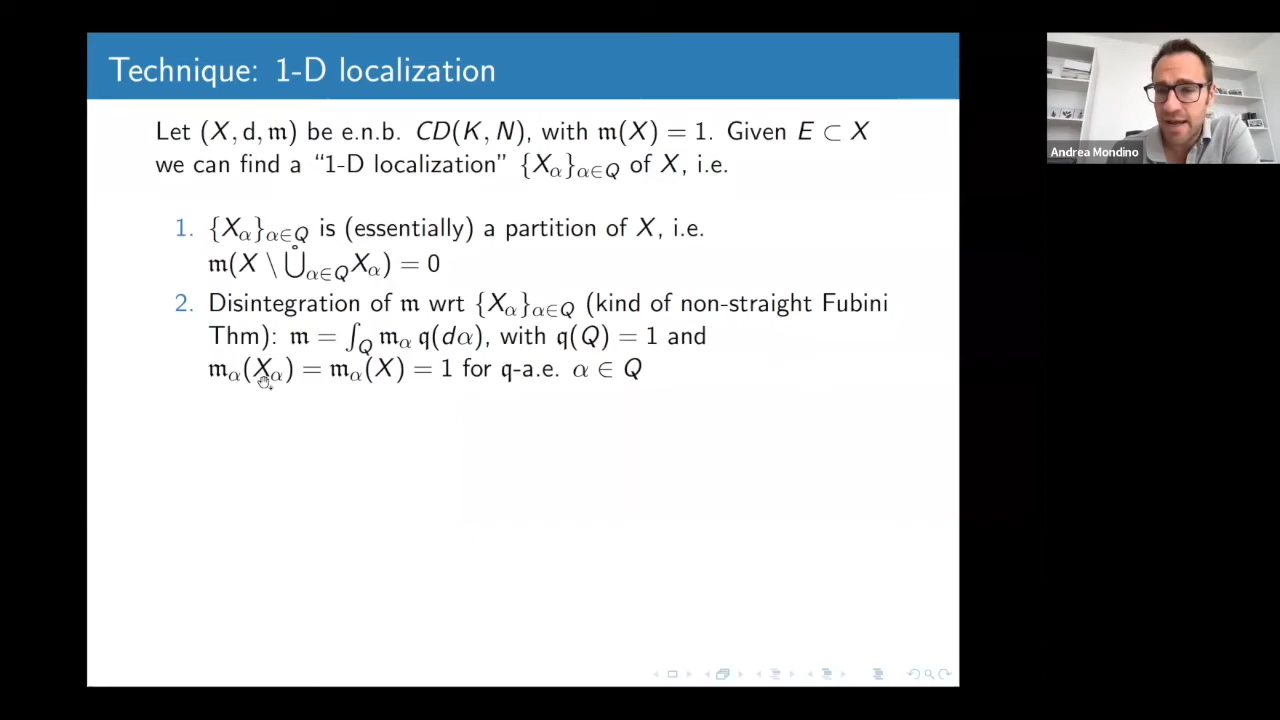 Technique: 1-D localization
Let (X, d, 𝔪) be e.n.b. CD(K, N), with 𝔪(X) = 1. Given E ⊂ X
we can find a “1-D localization” {X_α}_{α∈Q} of X, i.e.
1. {X_α}_{α∈Q} is (essentially) a partition of X, i.e.
𝔪(X \ ⋃̊_{α∈Q} X_α) = 0
2. Disintegration of 𝔪 wrt {X_α}_{α∈Q} (kind of non-straight Fubini
Thm): 𝔪 = ∫_Q 𝔪_α 𝔮(dα), with 𝔮(Q) = 1 and
𝔪_α(X_α) = 𝔪_α(X) = 1 for 𝔮-a.e. α ∈ Q
Andrea Mondino